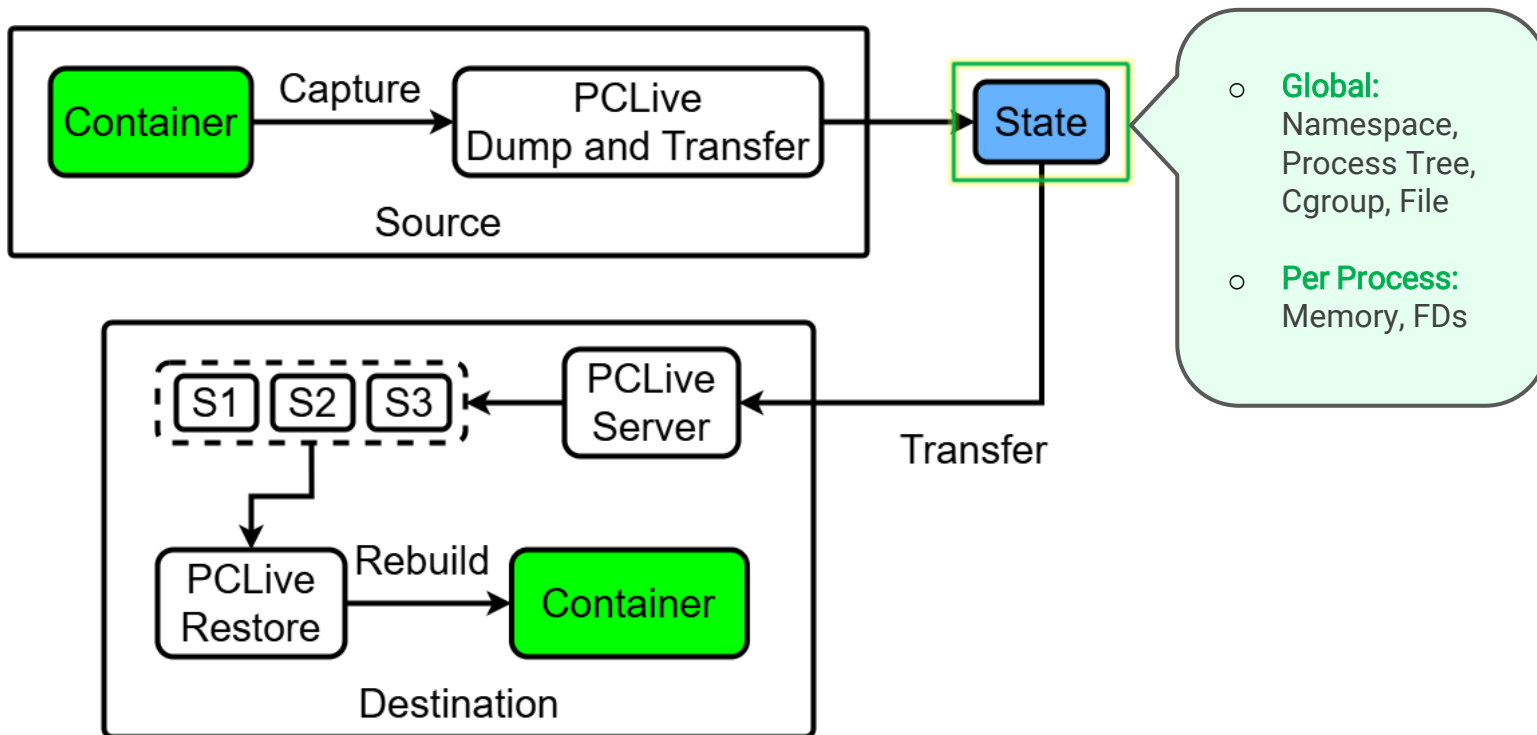 Container
Capture
PCLive
Dump and Transfer
Source
State
○ Global:
Namespace,
Process Tree,
Cgroup, File
○ Per Process:
Memory, FDs
S1
S2
S3
PCLive
Server
Transfer
PCLive
Restore
Rebuild
Container
Destination